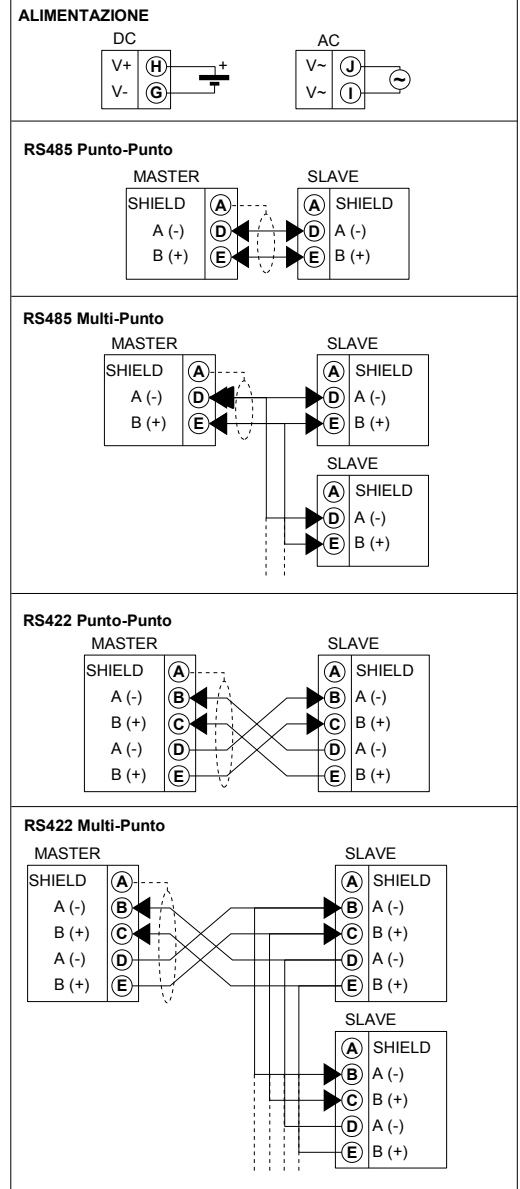 ALIMENTAZIONE
DC AC
V+ H + V~ J
V- G V~ I ~
RS485 Punto-Punto
MASTER SLAVE
SHIELD A A SHIELD
A (-) D D A (-)
B (+) E E B (+)
RS485 Multi-Punto
MASTER SLAVE
SHIELD A A SHIELD
A (-) D D A (-)
B (+) E E B (+)
SLAVE
A SHIELD
D A (-)
E B (+)
RS422 Punto-Punto
MASTER SLAVE
SHIELD A A SHIELD
A (-) B B A (-)
B (+) C C B (+)
A (-) D D A (-)
B (+) E E B (+)
RS422 Multi-Punto
MASTER SLAVE
SHIELD A A SHIELD
A (-) B B A (-)
B (+) C C B (+)
A (-) D D A (-)
B (+) E E B (+)
SLAVE
A SHIELD
B A (-)
C B (+)
D A (-)
E B (+)